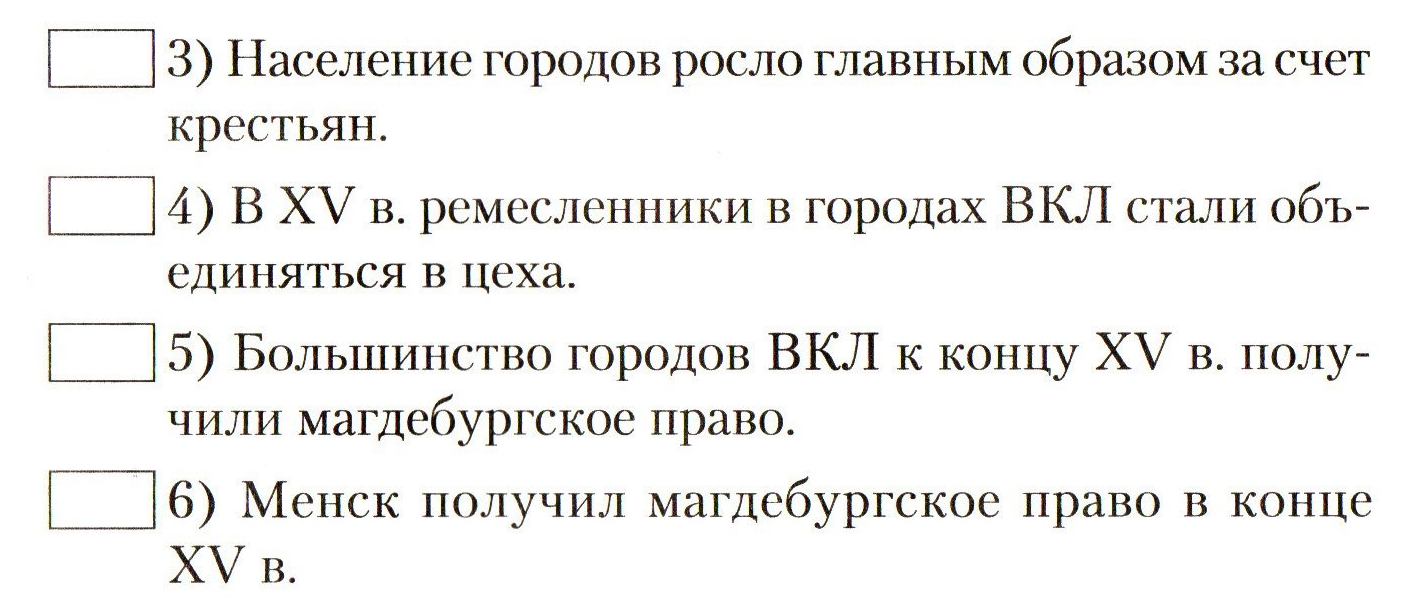 3) Население городов росло главным образом за счет
крестьян.
4) В XV в. ремесленники в городах ВКЛ стали объ-
единяться в цеха.
5) Большинство городов ВКЛ к концу XV в. полу-
чили магдебургское право.
6) Менск получил магдебургское право в конце
XV в.